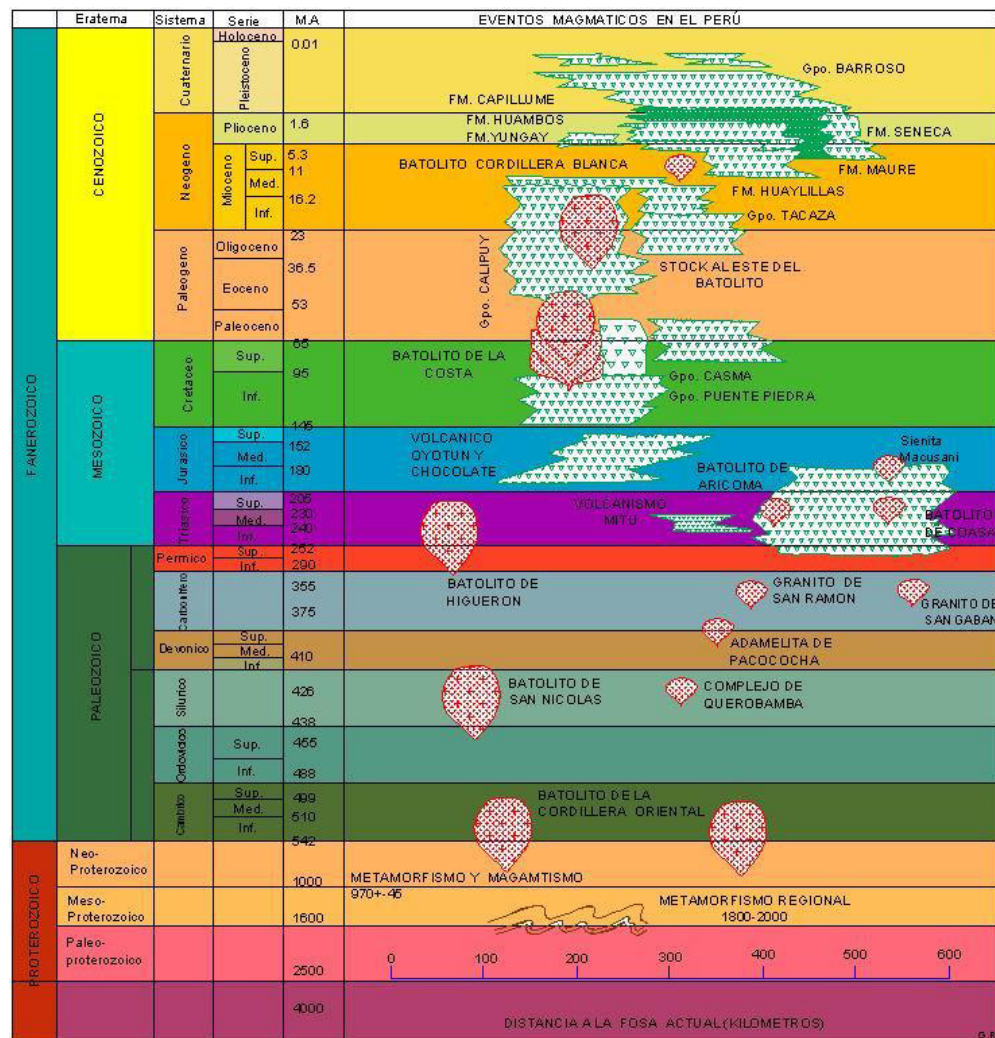 Eratema Sistema Serie M.A EVENTOS MAGMATICOS EN EL PERÚ
FANEROZOICO
PROTEROZOICO
CENOZOICO
MESOZOICO
PALEOZOICO
Neo-
Proterozoico
Meso-
Proterozoico
Paleo-
proterozoico
Cuaternario
Neogeno
Paleogeno
Cretaceo
Jurasico
Triasico
Permico
Carbonifero
Devonico
Silurico
Ordovicico
Cambrico
Holoceno
Pleistoceno
Plioceno
Mioceno
Sup.
Med.
Inf.
Oligoceno
Eoceno
Paleoceno
Sup.
Inf.
Sup.
Med.
Inf.
Sup.
Med.
Inf.
Sup.
Inf.
Sup.
Med.
Inf
Sup.
Inf.
Sup.
Med.
Inf.
0.01
1.6
5.3
11
16.2
23
36.5
53
65
95
145
152
180
205
230
240
252
290
355
375
410
426
438
455
488
499
510
542
1000
1600
2500
4000
Gpo. BARROSO
FM. CAPILLUME
FM. HUAMBOS
FM.YUNGAY
FM. SENECA
BATOLITO CORDILLERA BLANCA
FM. MAURE
FM. HUAYLILLAS
Gpo. TACAZA
Gpo. CALIPUY
STOCK AL ESTE DEL
BATOLITO
BATOLITO DE LA
COSTA
Gpo. CASMA
Gpo. PUENTE PIEDRA
VOLCANICO
OYOTUN Y
CHOCOLATE
Sienita
Macusani
BATOLITO DE
ARICOMA
VOLCANISMO
MITU
BATOLITO
DE COASA
BATOLITO DE
HIGUERON
GRANITO DE
SAN RAMON
GRANITO DE
SAN GABAN
ADAMELITA DE
PACOCOCHA
BATOLITO DE
SAN NICOLAS
COMPLEJO DE
QUEROBAMBA
BATOLITO DE LA
CORDILLERA ORIENTAL
METAMORFISMO Y MAGAMTISMO
970+-45
METAMORFISMO REGIONAL
1800-2000
0 100 200 300 400 500 600
DISTANCIA A LA FOSA ACTUAL(KILOMETROS)